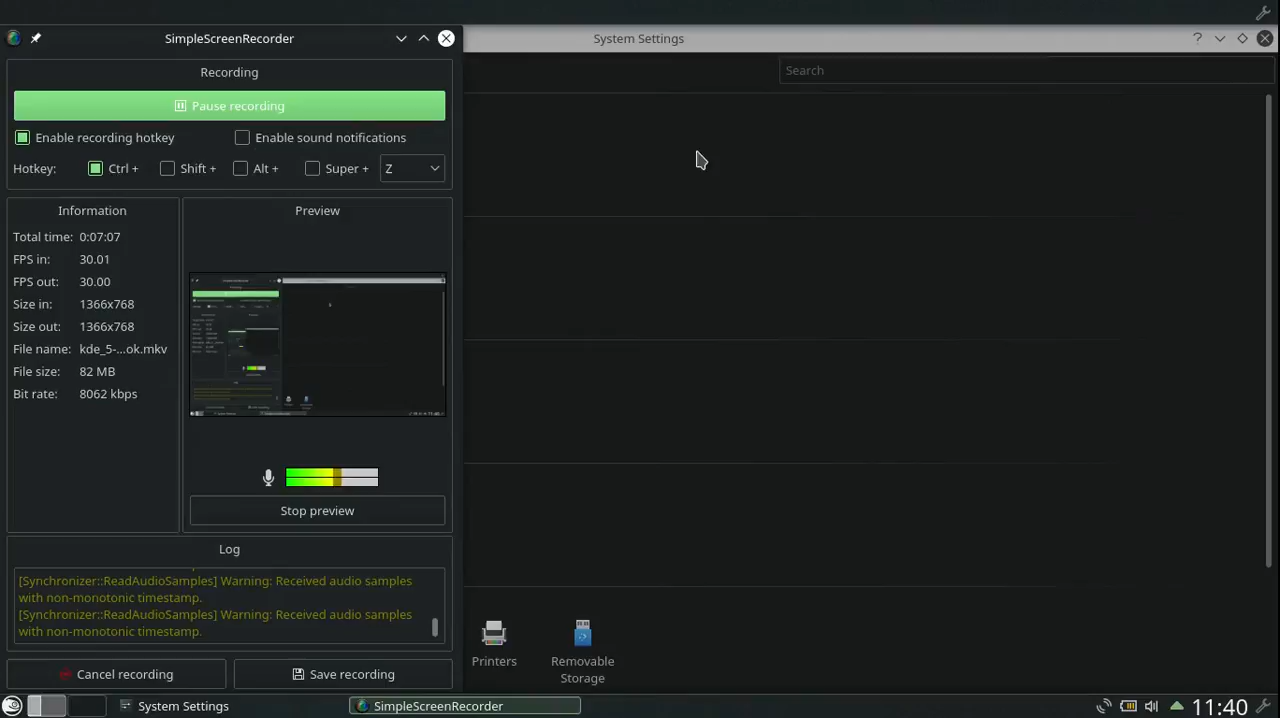 SimpleScreenRecorder
System Settings
Search
Recording
Pause recording
Enable recording hotkey
Enable sound notifications
Hotkey: Ctrl + Shift + Alt + Super + Z
Information
Total time: 0:07:07
FPS in: 30.01
FPS out: 30.00
Size in: 1366x768
Size out: 1366x768
File name: kde_5-...ok.mkv
File size: 82 MB
Bit rate: 8062 kbps
Preview
Stop preview
Log
[Synchronizer::ReadAudioSamples] Warning: Received audio samples
with non-monotonic timestamp.
[Synchronizer::ReadAudioSamples] Warning: Received audio samples
with non-monotonic timestamp.
Cancel recording
Save recording
Printers
Removable
Storage
System Settings
SimpleScreenRecorder
11:40